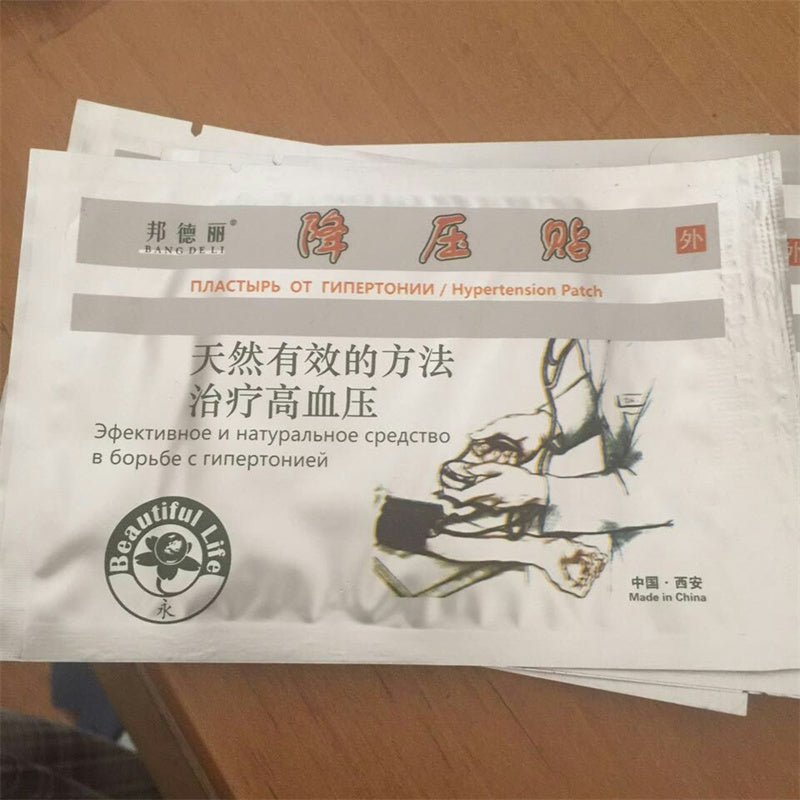 邦德丽®
BANG DE LI
降压贴
外
ПЛАСТЫРЬ ОТ ГИПЕРТОНИИ / Hypertension Patch
天然有效的方法
治疗高血压
Эфективное и натуральное средство
в борьбе с гипертонией
Beautiful Life
永
中国·西安
Made in China
外